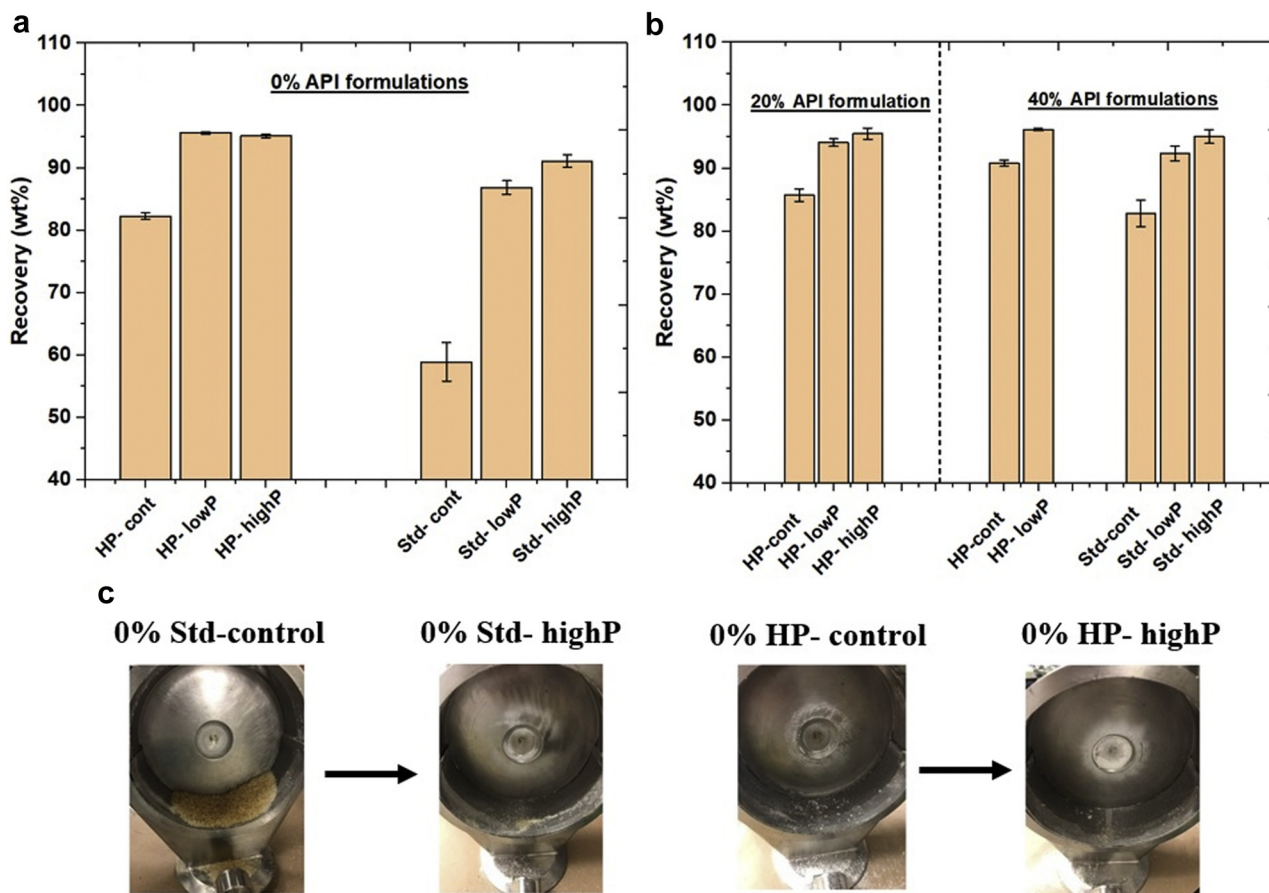 a
110
100
90
80
70
60
50
40
Recovery (wt%)
0% API formulations
HP- cont
HP- lowP
HP- highP
Std- cont
Std- lowP
Std- highP
b
110
100
90
80
70
60
50
40
Recovery (wt%)
20% API formulation
40% API formulations
HP-cont
HP- lowP
HP- highP
HP-cont
HP- lowP
Std-cont
Std- lowP
Std- highP
c
0% Std-control
0% Std- highP
0% HP- control
0% HP- highP